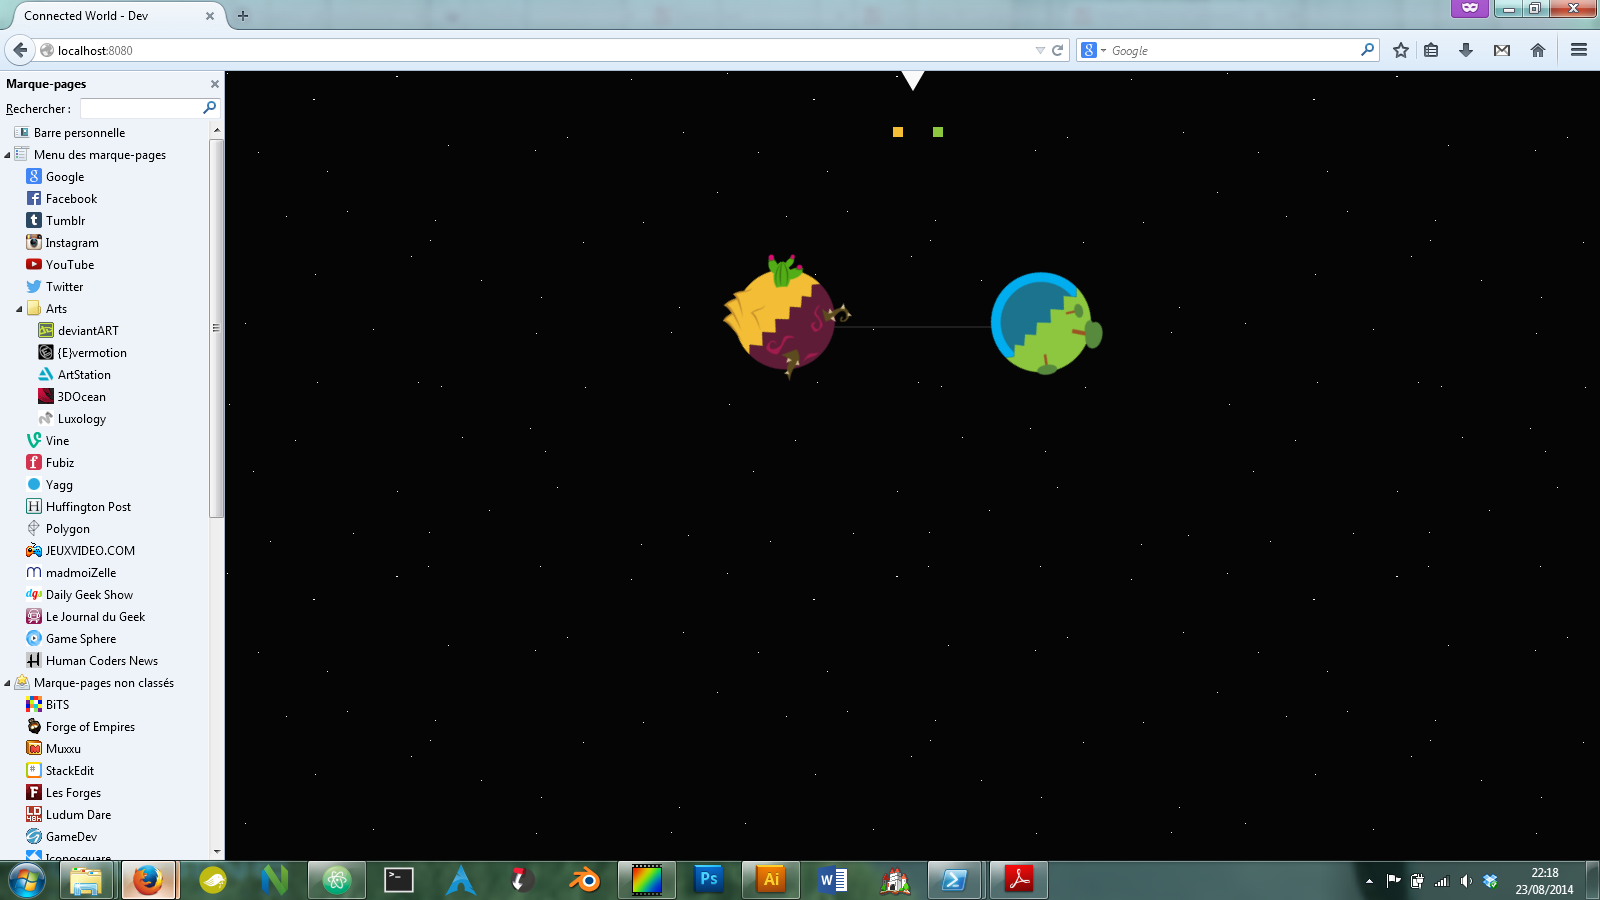 Connected World - Dev
localhost:8080
Google
Marque-pages
Rechercher :
Barre personnelle
Menu des marque-pages
Google
Facebook
Tumblr
Instagram
YouTube
Twitter
Arts
deviantART
{E}vermotion
ArtStation
3DOcean
Luxology
Vine
Fubiz
Yagg
Huffington Post
Polygon
JEUXVIDEO.COM
madmoiZelle
Daily Geek Show
Le Journal du Geek
Game Sphere
Human Coders News
Marque-pages non classés
BiTS
Forge of Empires
Muxxu
StackEdit
Les Forges
Ludum Dare
GameDev
Iconosquare
Ps
Ai
W
22:18
23/08/2014